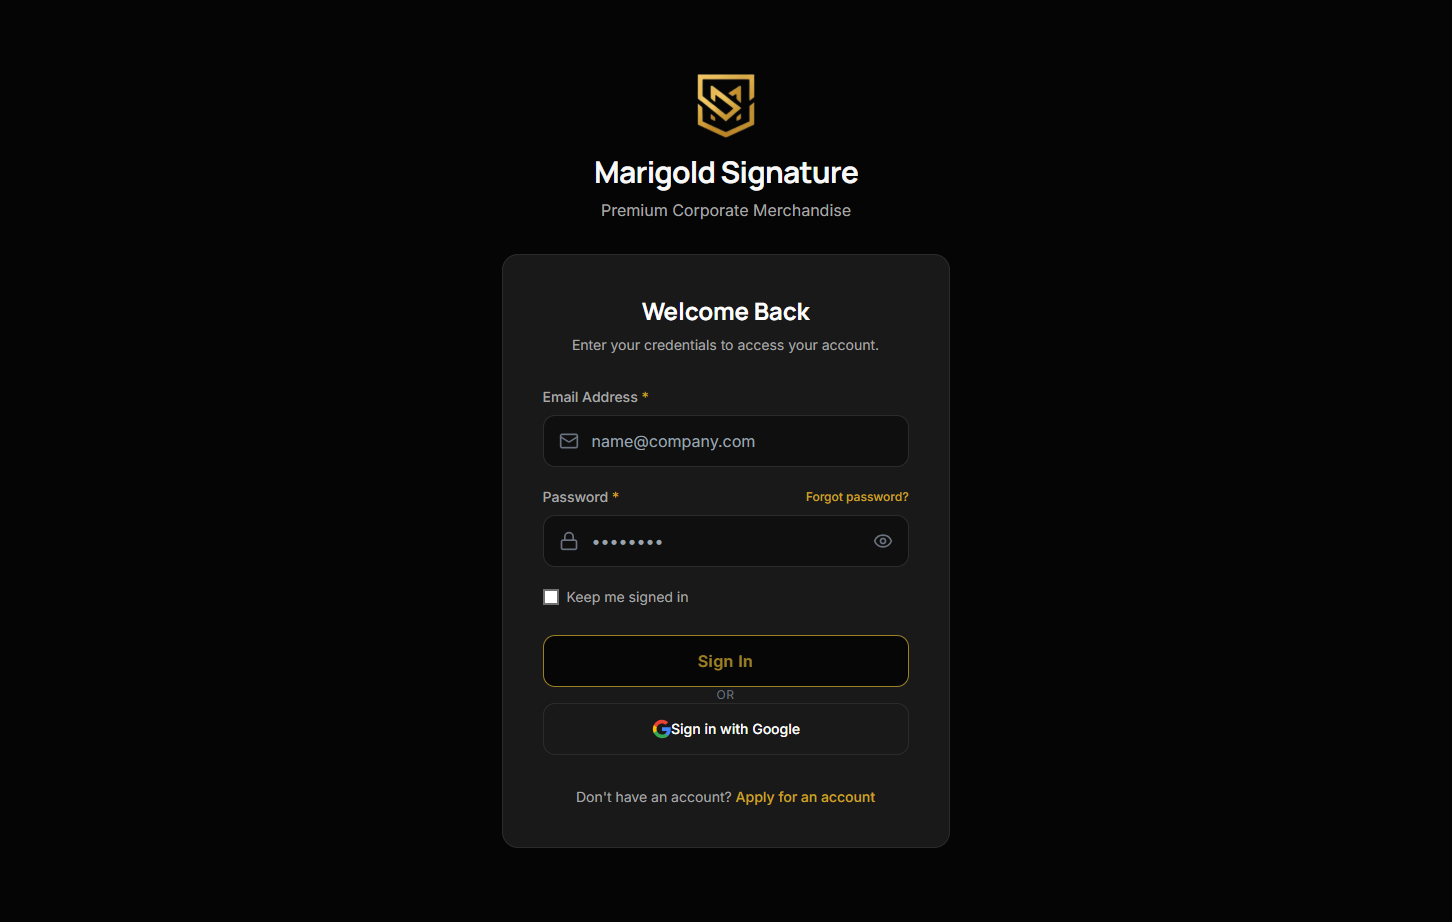 Marigold Signature
Premium Corporate Merchandise
Welcome Back
Enter your credentials to access your account.
Email Address *
name@company.com
Password *
Forgot password?
••••••••
Keep me signed in
Sign In
OR
Sign in with Google
Don't have an account? Apply for an account